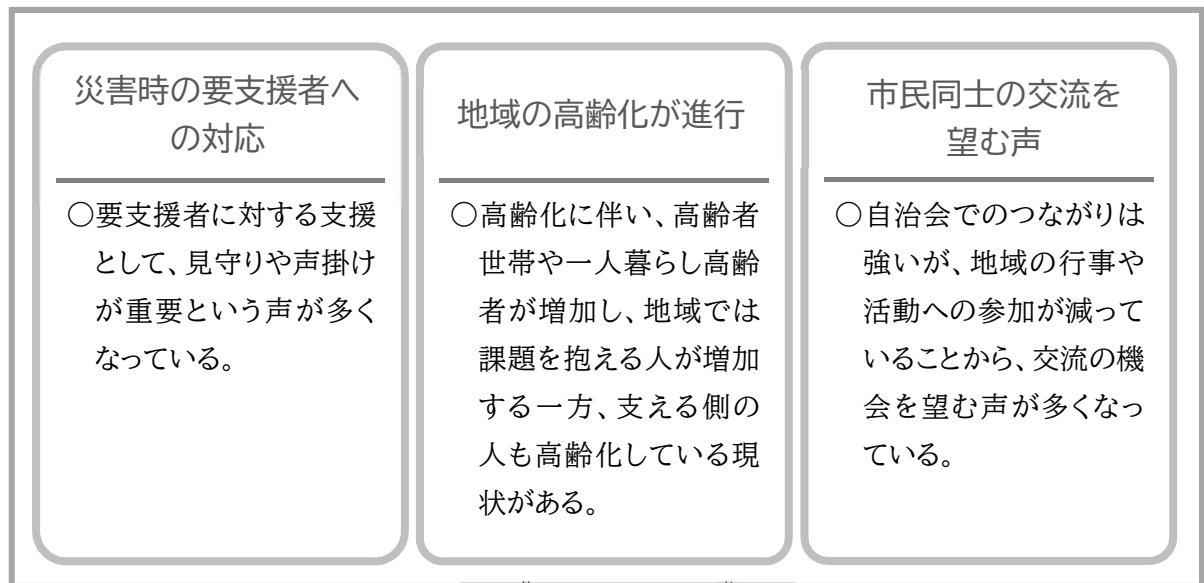 災害時の要支援者へ
の対応
○要支援者に対する支援
として、見守りや声掛け
が重要という声が多く
なっている。
地域の高齢化が進行
○高齢化に伴い、高齢者
世帯や一人暮らし高齢
者が増加し、地域では
課題を抱える人が増加
する一方、支える側の
人も高齢化している現
状がある。
市民同士の交流を
望む声
○自治会でのつながりは
強いが、地域の行事や
活動への参加が減って
いることから、交流の機
会を望む声が多くなっ
ている。